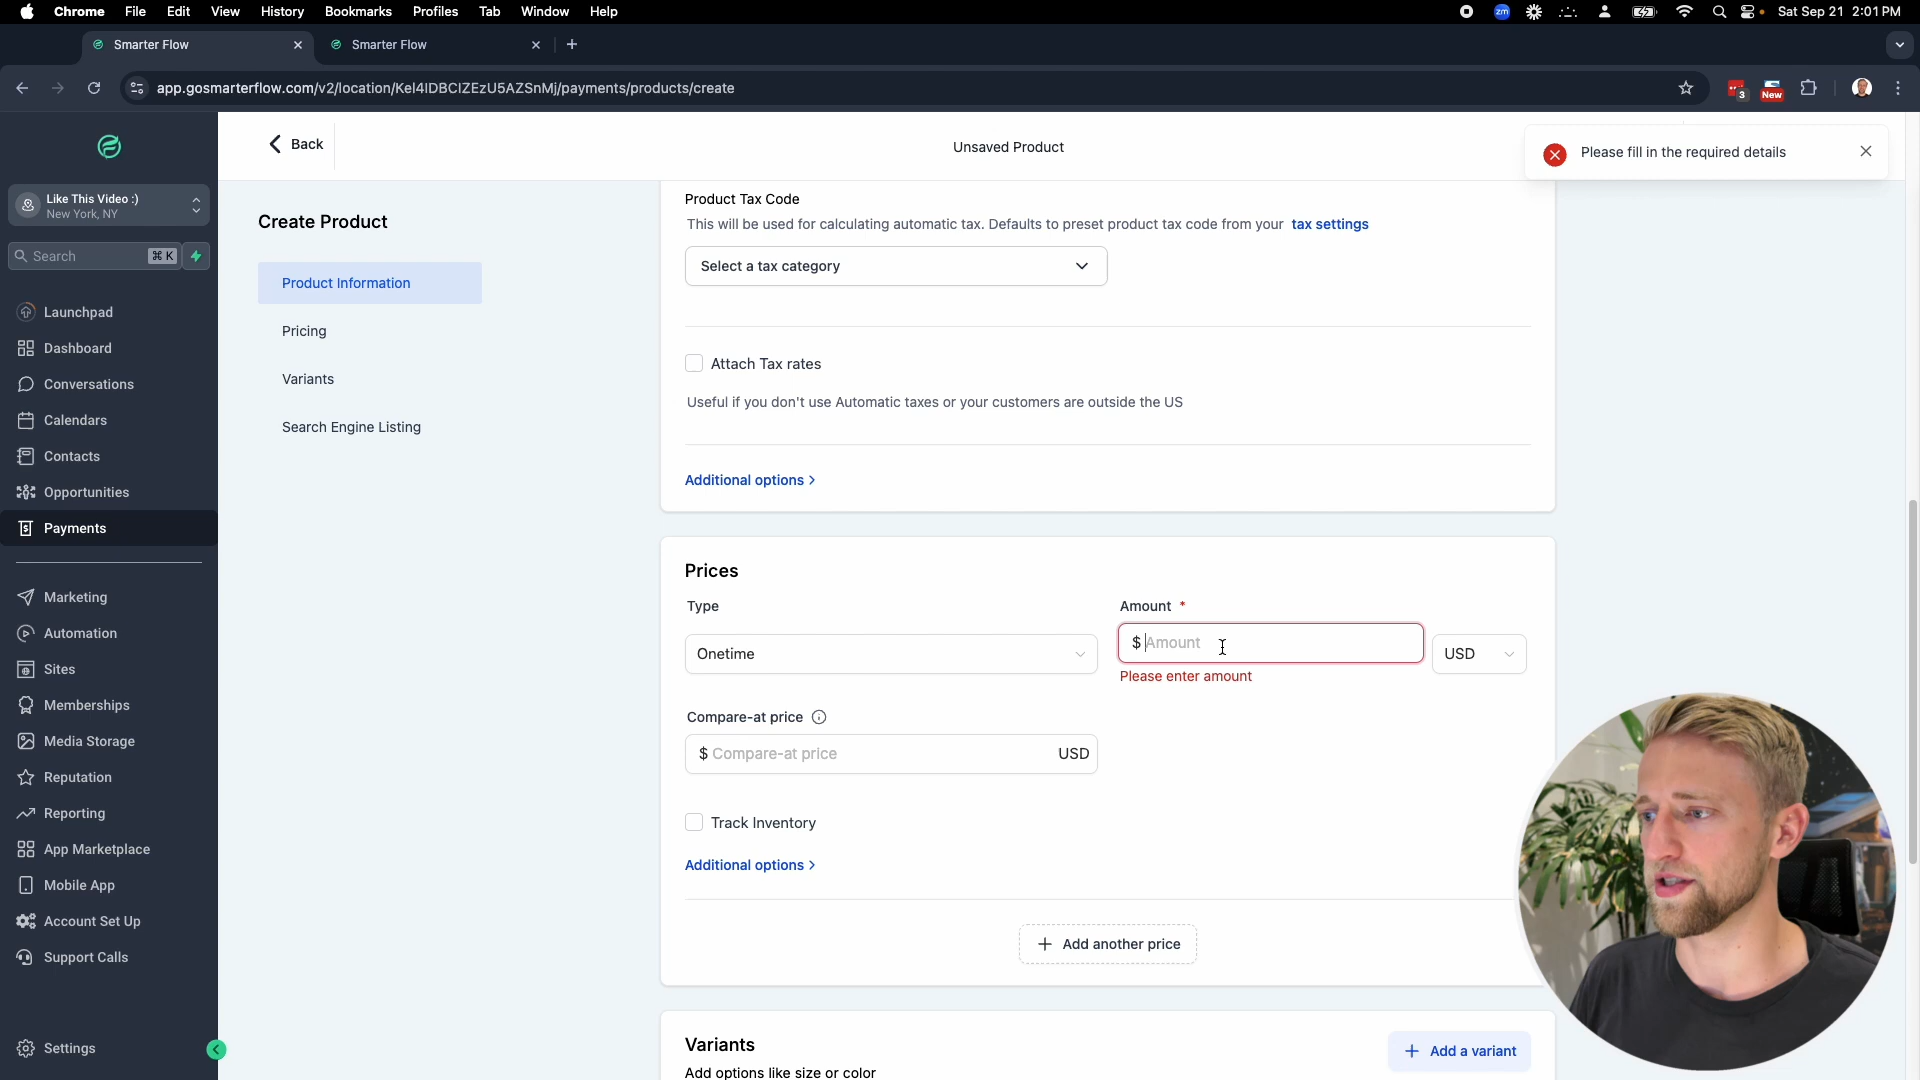 Chrome File Edit View History Bookmarks Profiles Tab Window Help
zm
Sat Sep 21 2:01 PM
Smarter Flow
Smarter Flow
app.gosmarterflow.com/v2/location/Kel4IDBCIZEzU5AZSnMj/payments/products/create
3
New
Back
Unsaved Product
Please fill in the required details
Like This Video :)
New York, NY
Search
⌘ K
Launchpad
Dashboard
Conversations
Calendars
Contacts
Opportunities
Payments
Marketing
Automation
Sites
Memberships
Media Storage
Reputation
Reporting
App Marketplace
Mobile App
Account Set Up
Support Calls
Settings
Create Product
Product Information
Pricing
Variants
Search Engine Listing
Product Tax Code
This will be used for calculating automatic tax. Defaults to preset product tax code from your tax settings
Select a tax category
Attach Tax rates
Useful if you don't use Automatic taxes or your customers are outside the US
Additional options >
Prices
Type
Amount *
Onetime
$ Amount
USD
Please enter amount
Compare-at price
$ Compare-at price
USD
Track Inventory
Additional options >
+ Add another price
Variants
+ Add a variant
Add options like size or color